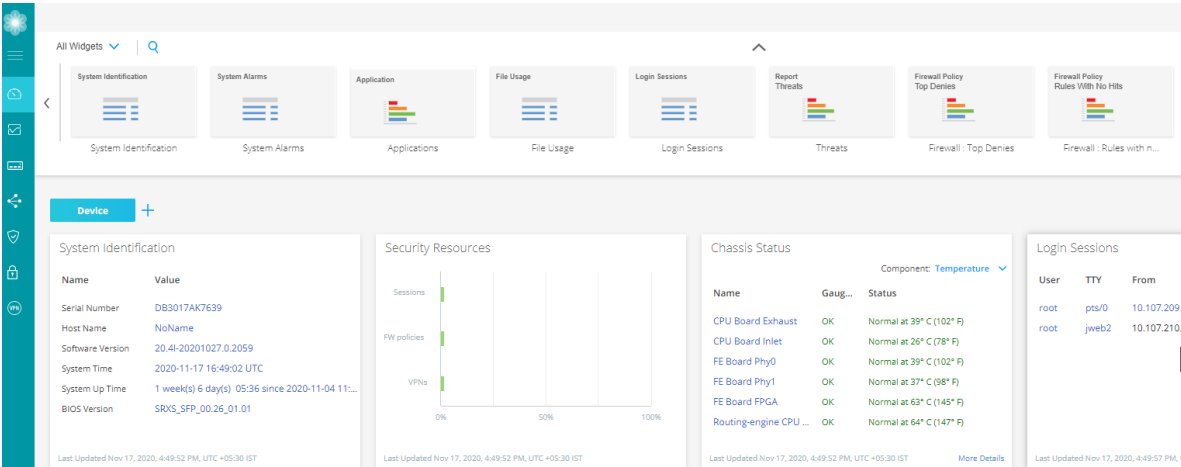 All Widgets
System Identification
System Alarms
Application
File Usage
Login Sessions
Report
Threats
Firewall Policy
Top Denies
Firewall Policy
Rules With No Hits
System Identification
System Alarms
Applications
File Usage
Login Sessions
Threats
Firewall : Top Denies
Firewall : Rules with n...
VPN
Device
System Identification
Name Value
Serial Number DB3017AK7639
Host Name NoName
Software Version 20.4I-20201027.0.2059
System Time 2020-11-17 16:49:02 UTC
System Up Time 1 week(s) 6 day(s) 05:36 since 2020-11-04 11:...
BIOS Version SRXS_SFP_00.26_01.01
Last Updated Nov 17, 2020, 4:49:52 PM, UTC +05:30 IST
Security Resources
Sessions
FW policies
VPNs
0% 50% 100%
Last Updated Nov 17, 2020, 4:49:52 PM, UTC +05:30 IST
Chassis Status
Component: Temperature
Name Gaug... Status
CPU Board Exhaust OK Normal at 39° C (102° F)
CPU Board Inlet OK Normal at 26° C (78° F)
FE Board Phy0 OK Normal at 39° C (102° F)
FE Board Phy1 OK Normal at 37° C (98° F)
FE Board FPGA OK Normal at 63° C (145° F)
Routing-engine CPU ... OK Normal at 64° C (147° F)
Last Updated Nov 17, 2020, 4:49:52 PM, UTC +05:30 IST More Details
Login Sessions
User TTY From
root pts/0 10.107.209.
root jweb2 10.107.210.
Last Updated Nov 17, 2020, 4:49:57 PM,